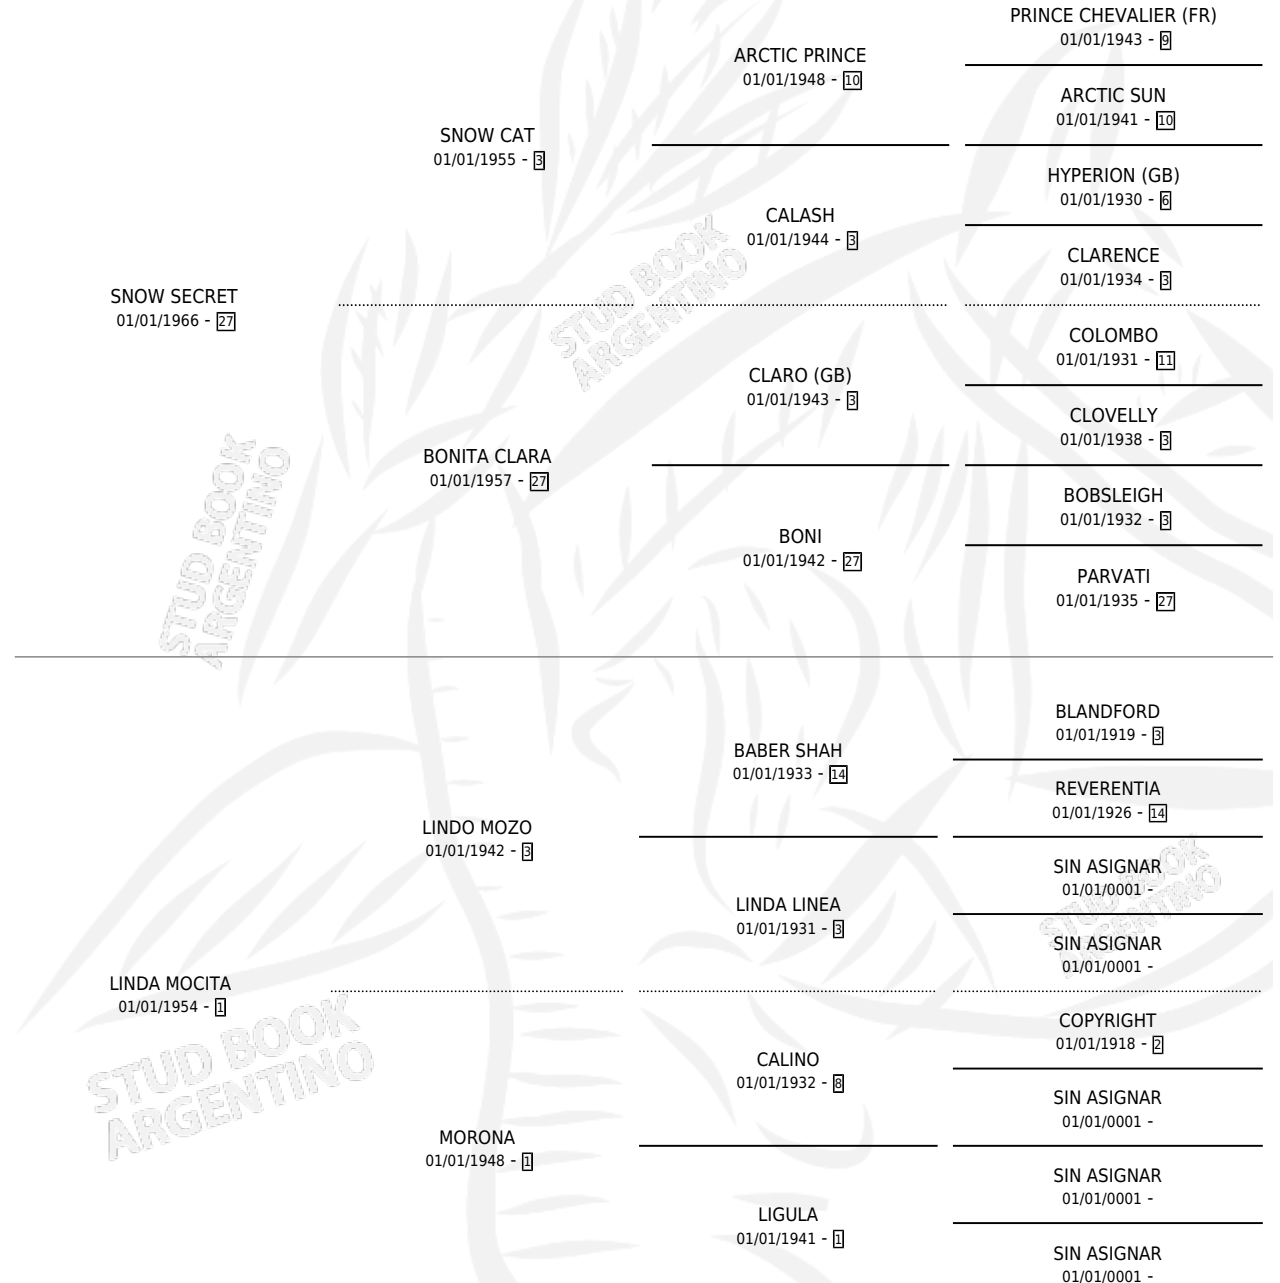 PRINCE CHEVALIER (FR)
01/01/1943 - 9
ARCTIC PRINCE
01/01/1948 - 10
ARCTIC SUN
01/01/1941 - 10
SNOW CAT
01/01/1955 - 3
HYPERION (GB)
01/01/1930 - 6
CALASH
01/01/1944 - 3
CLARENCE
01/01/1934 - 3
SNOW SECRET
01/01/1966 - 27
COLOMBO
01/01/1931 - 11
CLARO (GB)
01/01/1943 - 3
CLOVELLY
01/01/1938 - 3
BONITA CLARA
01/01/1957 - 27
BOBSLEIGH
01/01/1932 - 3
BONI
01/01/1942 - 27
PARVATI
01/01/1935 - 27
BLANDFORD
01/01/1919 - 3
BABER SHAH
01/01/1933 - 14
REVERENTIA
01/01/1926 - 14
LINDO MOZO
01/01/1942 - 3
SIN ASIGNAR
01/01/0001 -
LINDA LINEA
01/01/1931 - 3
SIN ASIGNAR
01/01/0001 -
LINDA MOCITA
01/01/1954 - 1
COPYRIGHT
01/01/1918 - 2
CALINO
01/01/1932 - 8
SIN ASIGNAR
01/01/0001 -
MORONA
01/01/1948 - 1
SIN ASIGNAR
01/01/0001 -
LIGULA
01/01/1941 - 1
SIN ASIGNAR
01/01/0001 -
STUD BOOK
ARGENTINO
STUD BOOK
ARGENTINO
STUD BOOK
ARGENTINO
STUD BOOK
ARGENTINO